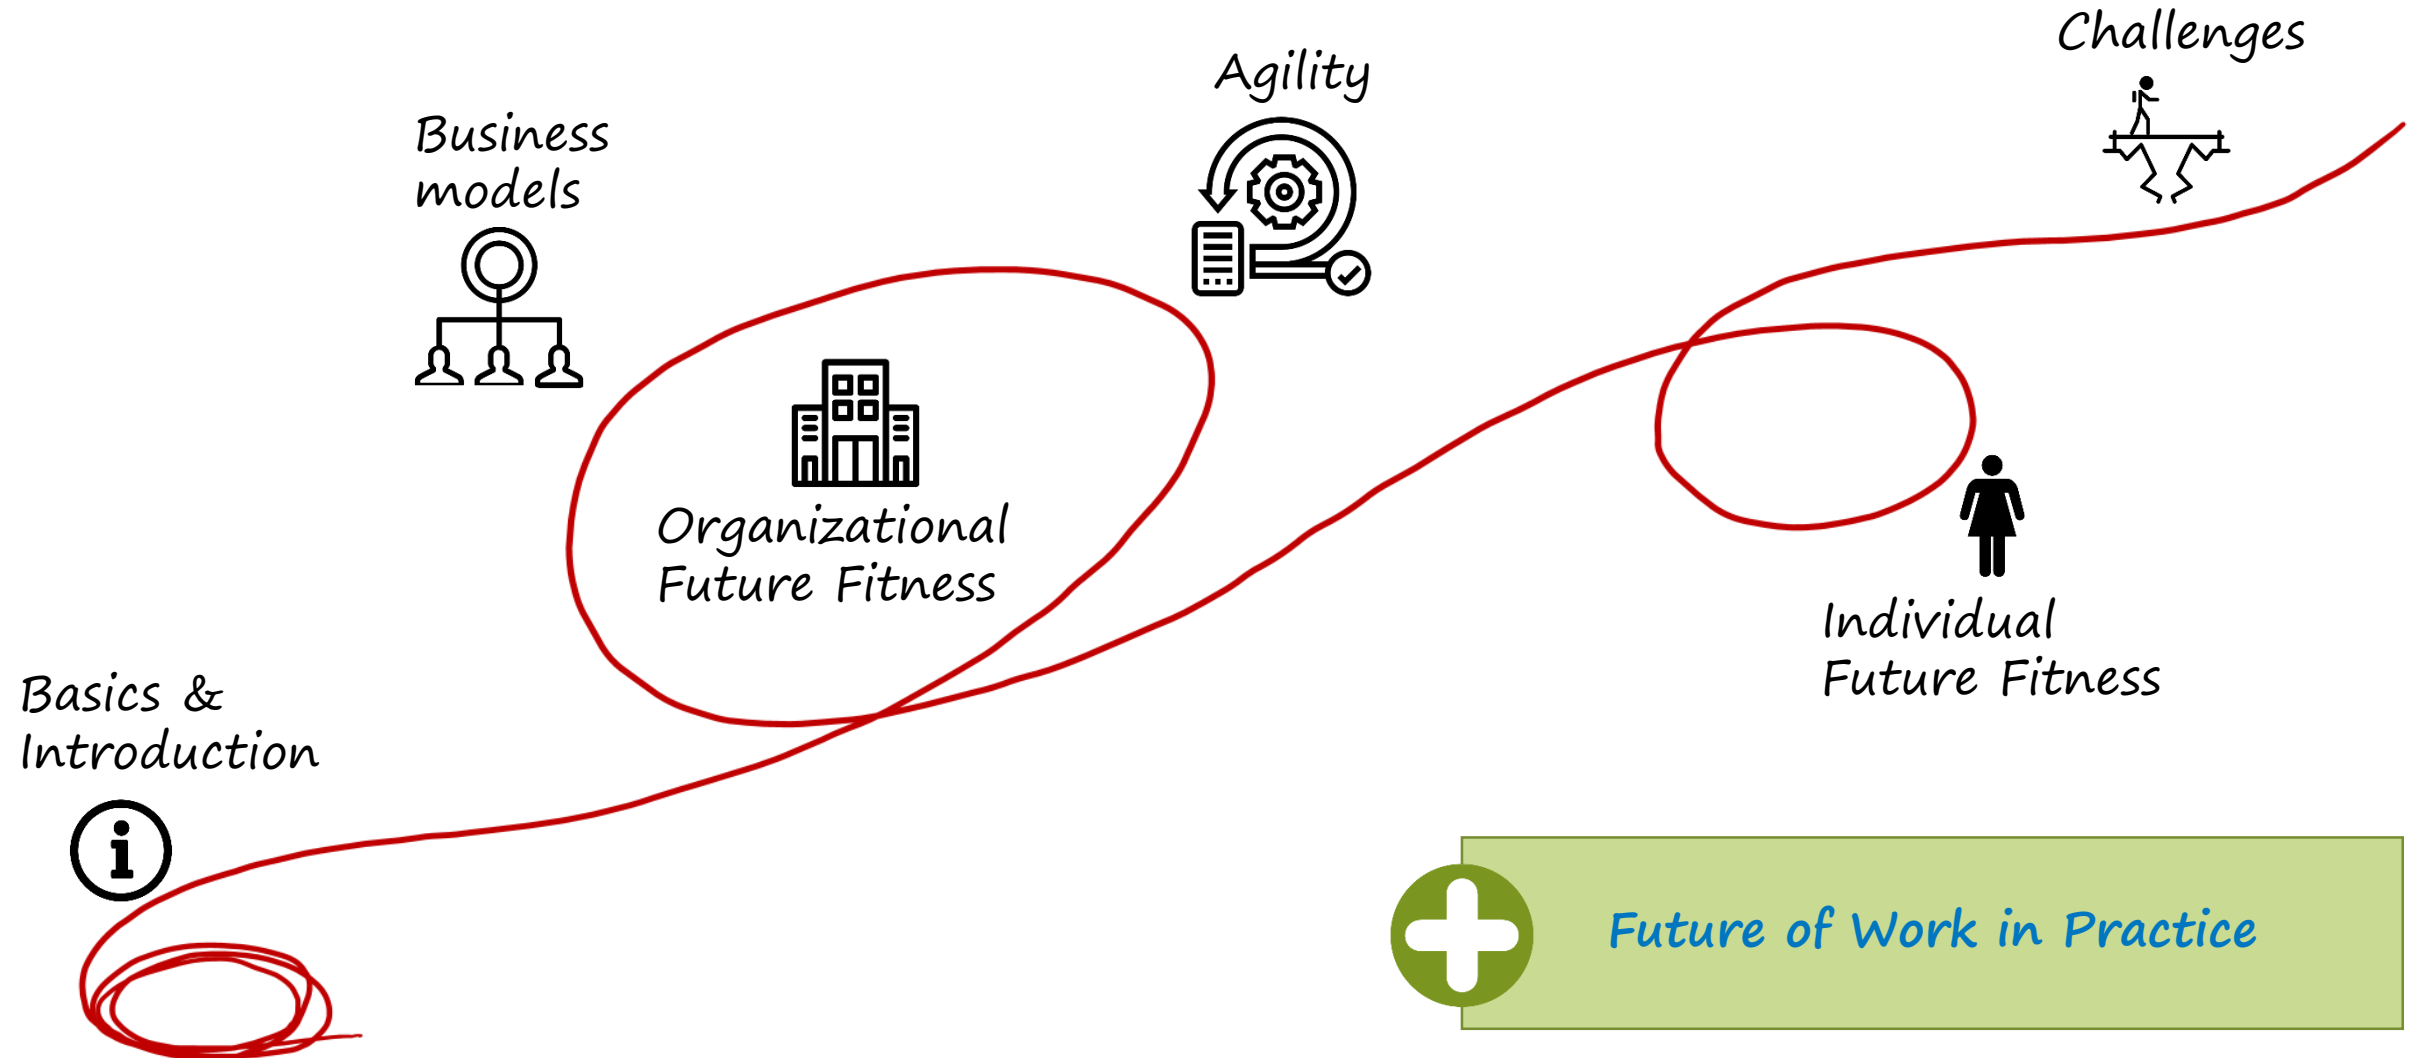 Challenges
Agility
Business
models
Organizational
Future Fitness
Individual
Future Fitness
Basics &
Introduction
Future of Work in Practice